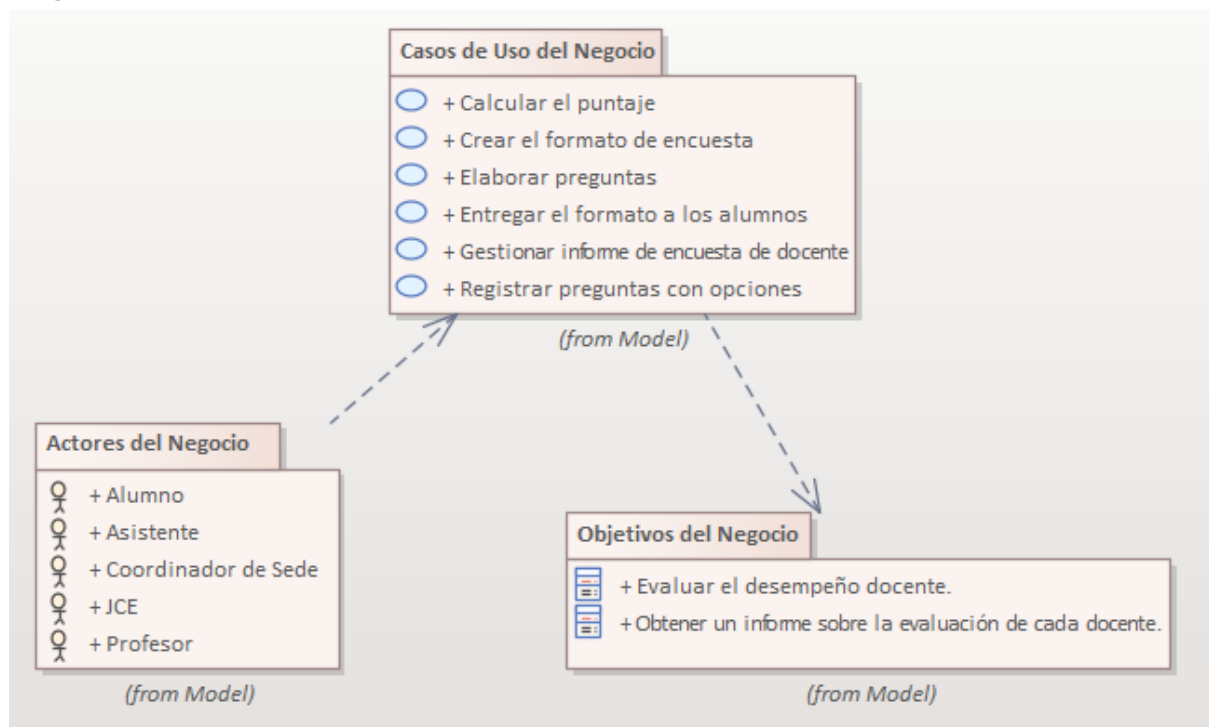 Casos de Uso del Negocio
+ Calcular el puntaje
+ Crear el formato de encuesta
+ Elaborar preguntas
+ Entregar el formato a los alumnos
+ Gestionar informe de encuesta de docente
+ Registrar preguntas con opciones
(from Model)
Actores del Negocio
+ Alumno
+ Asistente
+ Coordinador de Sede
+ JCE
+ Profesor
(from Model)
Objetivos del Negocio
+ Evaluar el desempeño docente.
+ Obtener un informe sobre la evaluación de cada docente.
(from Model)